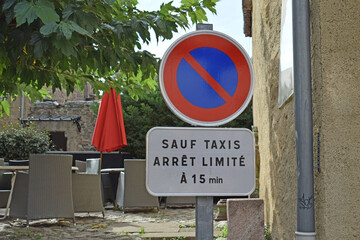 SAUF TAXIS
ARRÊT LIMITÉ
À 15 min